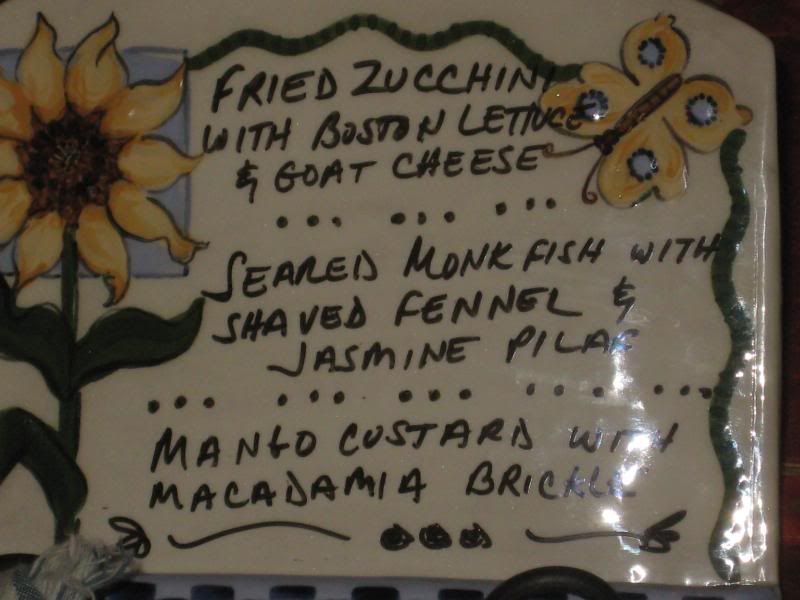 FRIED ZUCCHINI
WITH BOSTON LETTUCE
& GOAT CHEESE
... ... ...
SEARED MONKFISH WITH
SHAVED FENNEL &
JASMINE PILAF
... ... ... ... ...
MANGO CUSTARD WITH
MACADAMIA BRICKLE